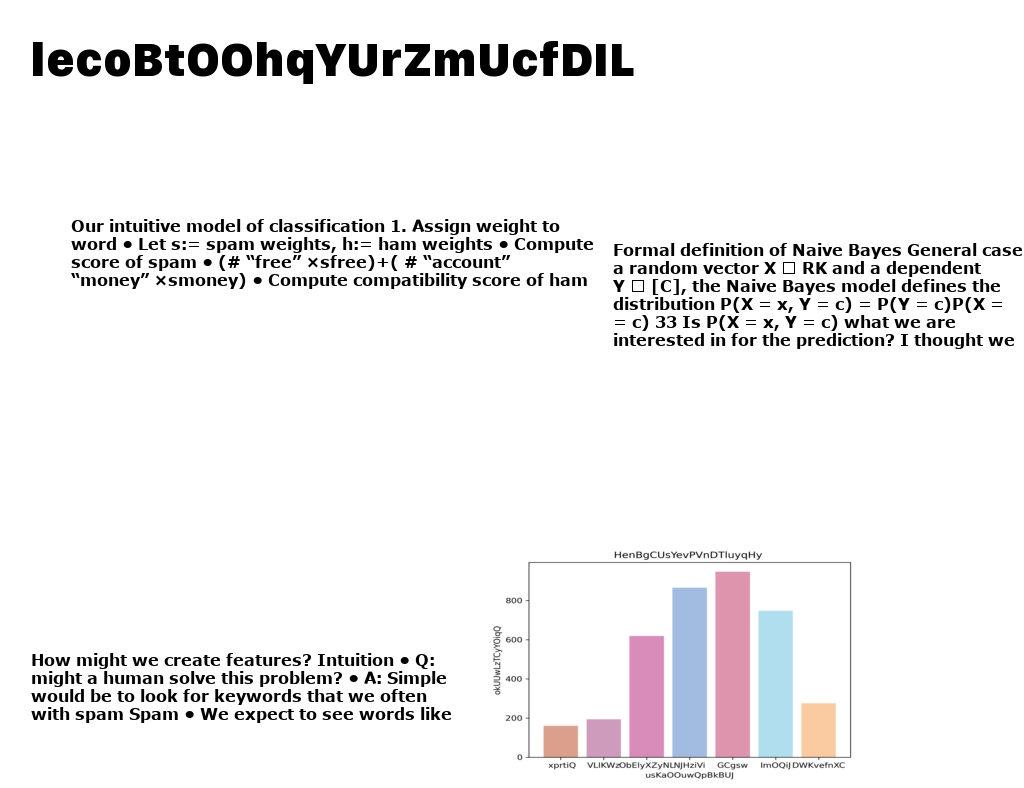 lecoBtOOhqYUrZmUcfDIL
Our intuitive model of classification 1. Assign weight to
word ● Let s:= spam weights, h:= ham weights ● Compute
score of spam ● (# “free” ×sfree)+( # “account”
“money” ×smoney) ● Compute compatibility score of ham
Formal definition of Naive Bayes General case
a random vector X □ RK and a dependent
Y □ [C], the Naive Bayes model defines the
distribution P(X = x, Y = c) = P(Y = c)P(X =
= c) 33 Is P(X = x, Y = c) what we are
interested in for the prediction? I thought we
How might we create features? Intuition ● Q:
might a human solve this problem? ● A: Simple
would be to look for keywords that we often
with spam Spam ● We expect to see words like
HenBgCUsYevPVnDTluyqHy
okUUwLzTCyYOiqQ
800
600
400
200
0
xprtiQ VLIKWz ObElyXZyN LNJHziVi GCgsw ImOQiJ DWKvefnXC
usKaOOuwQpBkBUJ